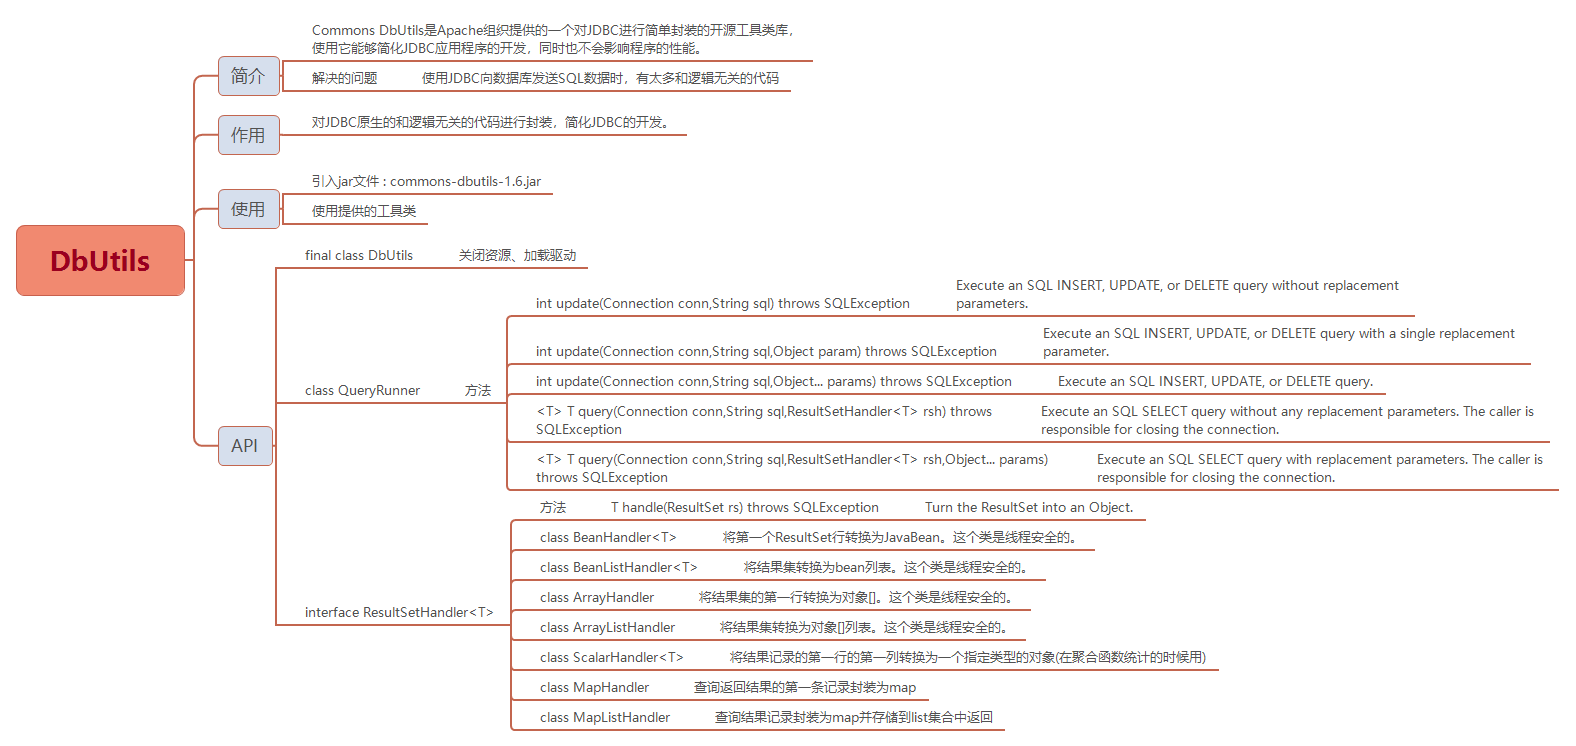 DbUtils
简介
Commons DbUtils是Apache组织提供的一个对JDBC进行简单封装的开源工具类库，
使用它能够简化JDBC应用程序的开发，同时也不会影响程序的性能。
解决的问题 使用JDBC向数据库发送SQL数据时，有太多和逻辑无关的代码
作用
对JDBC原生的和逻辑无关的代码进行封装，简化JDBC的开发。
使用
引入jar文件 : commons-dbutils-1.6.jar
使用提供的工具类
API
final class DbUtils 关闭资源、加载驱动
class QueryRunner 方法
int update(Connection conn,String sql) throws SQLException
Execute an SQL INSERT, UPDATE, or DELETE query without replacement
parameters.
int update(Connection conn,String sql,Object param) throws SQLException
Execute an SQL INSERT, UPDATE, or DELETE query with a single replacement
parameter.
int update(Connection conn,String sql,Object... params) throws SQLException
Execute an SQL INSERT, UPDATE, or DELETE query.
<T> T query(Connection conn,String sql,ResultSetHandler<T> rsh) throws
SQLException
Execute an SQL SELECT query without any replacement parameters. The caller is
responsible for closing the connection.
<T> T query(Connection conn,String sql,ResultSetHandler<T> rsh,Object... params)
throws SQLException
Execute an SQL SELECT query with replacement parameters. The caller is
responsible for closing the connection.
interface ResultSetHandler<T>
方法 T handle(ResultSet rs) throws SQLException Turn the ResultSet into an Object.
class BeanHandler<T> 将第一个ResultSet行转换为JavaBean。这个类是线程安全的。
class BeanListHandler<T> 将结果集转换为bean列表。这个类是线程安全的。
class ArrayHandler 将结果集的第一行转换为对象[]。这个类是线程安全的。
class ArrayListHandler 将结果集转换为对象[]列表。这个类是线程安全的。
class ScalarHandler<T> 将结果记录的第一行的第一列转换为一个指定类型的对象(在聚合函数统计的时候用)
class MapHandler 查询返回结果的第一条记录封装为map
class MapListHandler 查询结果记录封装为map并存储到list集合中返回